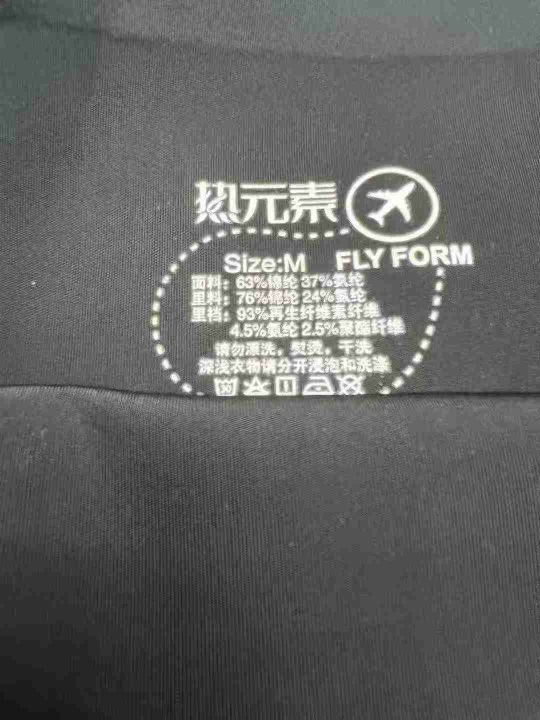 热元素
Size:M FLY FORM
面料：63%锦纶 37%氨纶
里料：76%锦纶 24%氨纶
里裆：93%再生纤维素纤维
4.5%氨纶 2.5%聚酯纤维
请勿漂洗，熨烫，干洗
深浅衣物请分开浸泡和洗涤